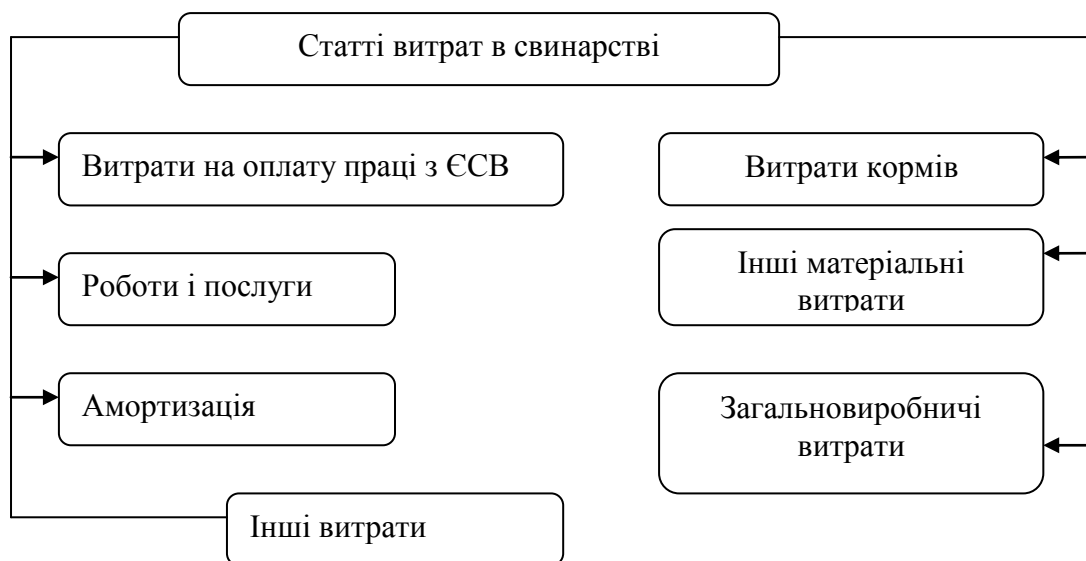 Статті витрат в свинарстві
Витрати на оплату праці з ЄСВ
Витрати кормів
Роботи і послуги
Інші матеріальні
витрати
Амортизація
Загальновиробничі
витрати
Інші витрати